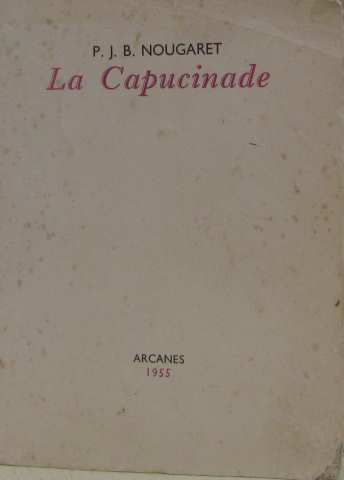 P. J. B. NOUGARET
La Capucinade
ARCANES
1955